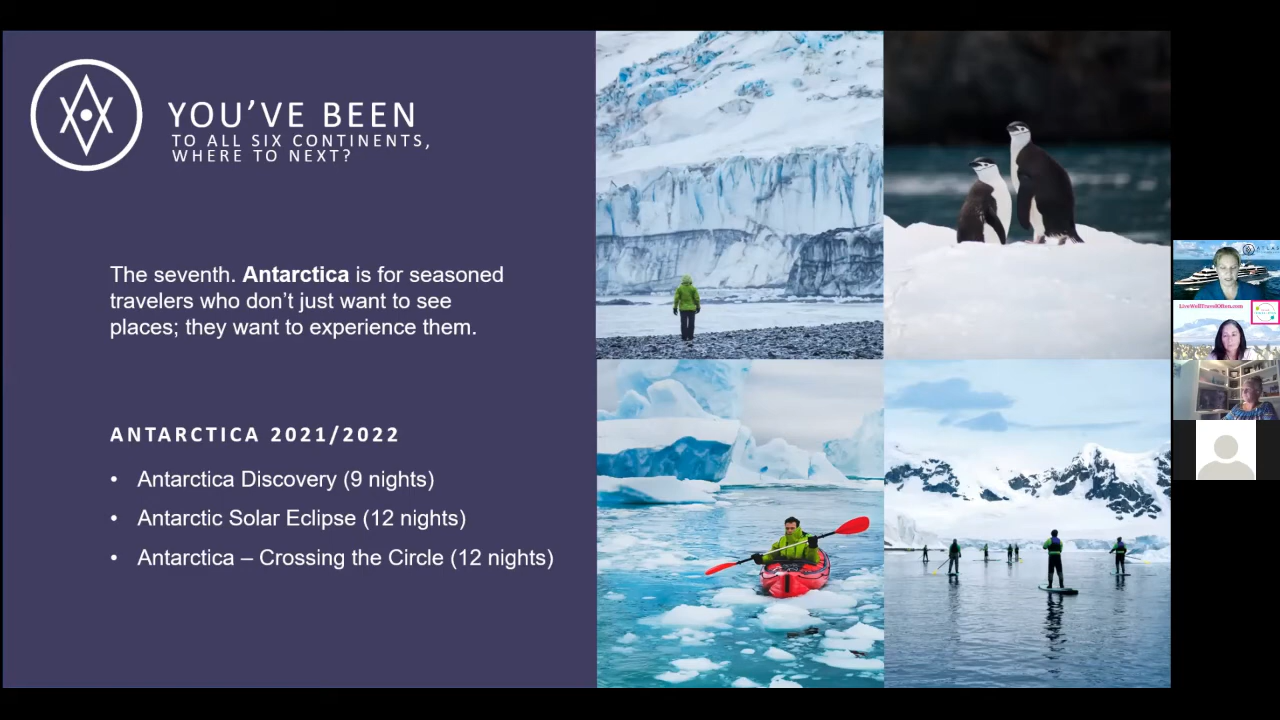 YOU'VE BEEN
TO ALL SIX CONTINENTS,
WHERE TO NEXT?
The seventh. Antarctica is for seasoned
travelers who don't just want to see
places; they want to experience them.
ANTARCTICA 2021/2022
• Antarctica Discovery (9 nights)
• Antarctic Solar Eclipse (12 nights)
• Antarctica – Crossing the Circle (12 nights)
LiveWellTravelOften.com